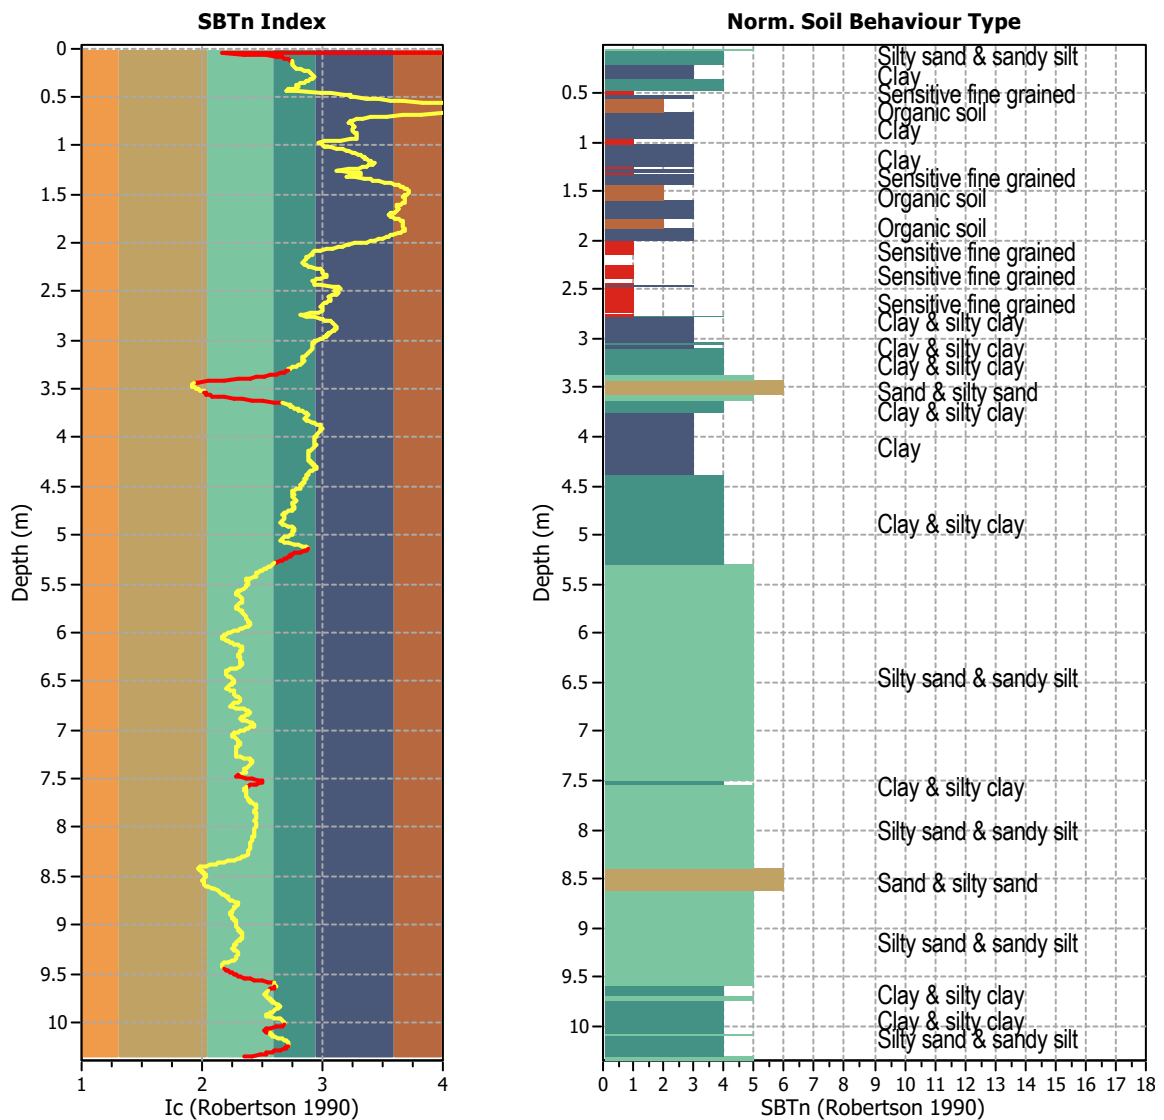 SBTn Index
0
0.5
1
1.5
2
2.5
3
3.5
4
4.5
5
5.5
6
6.5
7
7.5
8
8.5
9
9.5
10
Depth (m)
1 2 3 4
Ic (Robertson 1990)
Norm. Soil Behaviour Type
Silty sand & sandy silt
Clay
Sensitive fine grained
Organic soil
Clay
Clay
Sensitive fine grained
Organic soil
Organic soil
Sensitive fine grained
Sensitive fine grained
Sensitive fine grained
Clay & silty clay
Clay & silty clay
Clay & silty clay
Sand & silty sand
Clay & silty clay
Clay
Clay & silty clay
Silty sand & sandy silt
Clay & silty clay
Silty sand & sandy silt
Sand & silty sand
Silty sand & sandy silt
Clay & silty clay
Clay & silty clay
Silty sand & sandy silt
0.5
1
1.5
2
2.5
3
3.5
4
4.5
5
5.5
6
6.5
7
7.5
8
8.5
9
9.5
10
Depth (m)
0 1 2 3 4 5 6 7 8 9 10 11 12 13 14 15 16 17 18
SBTn (Robertson 1990)